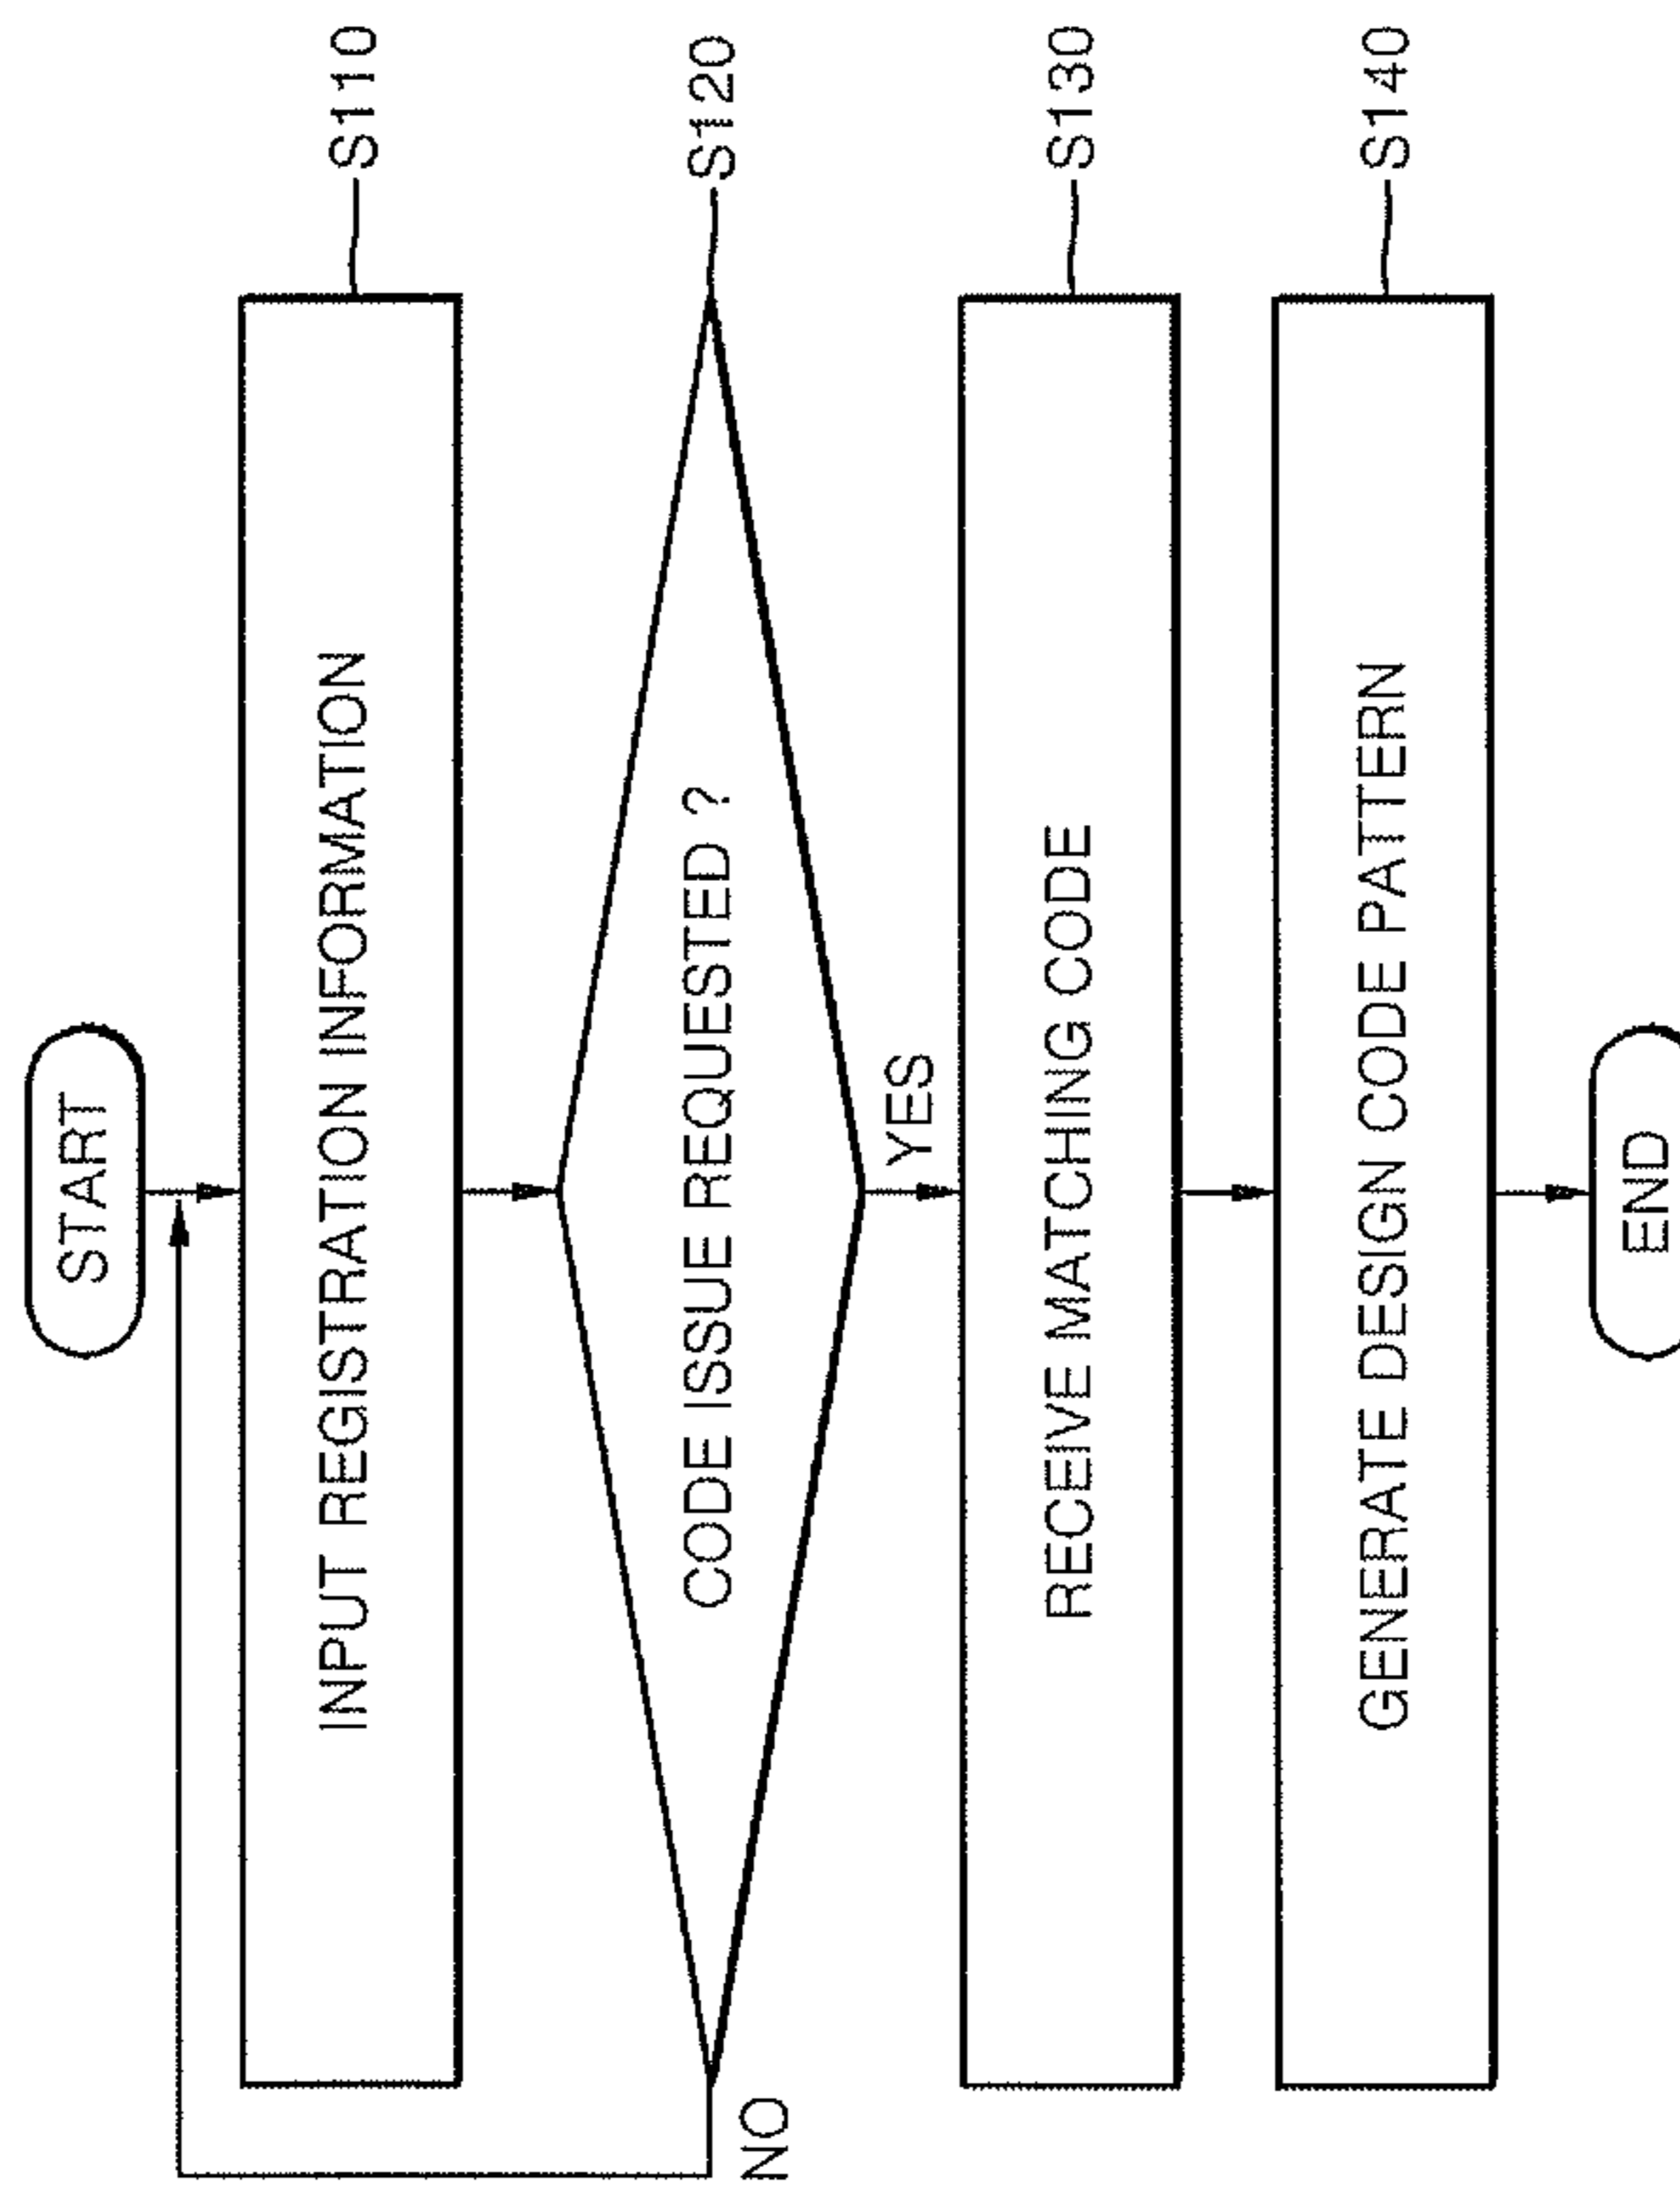 START
INPUT REGISTRATION INFORMATION
S110
CODE ISSUE REQUESTED ?
S120
NO
YES
RECEIVE MATCHING CODE
S130
GENERATE DESIGN CODE PATTERN
S140
END